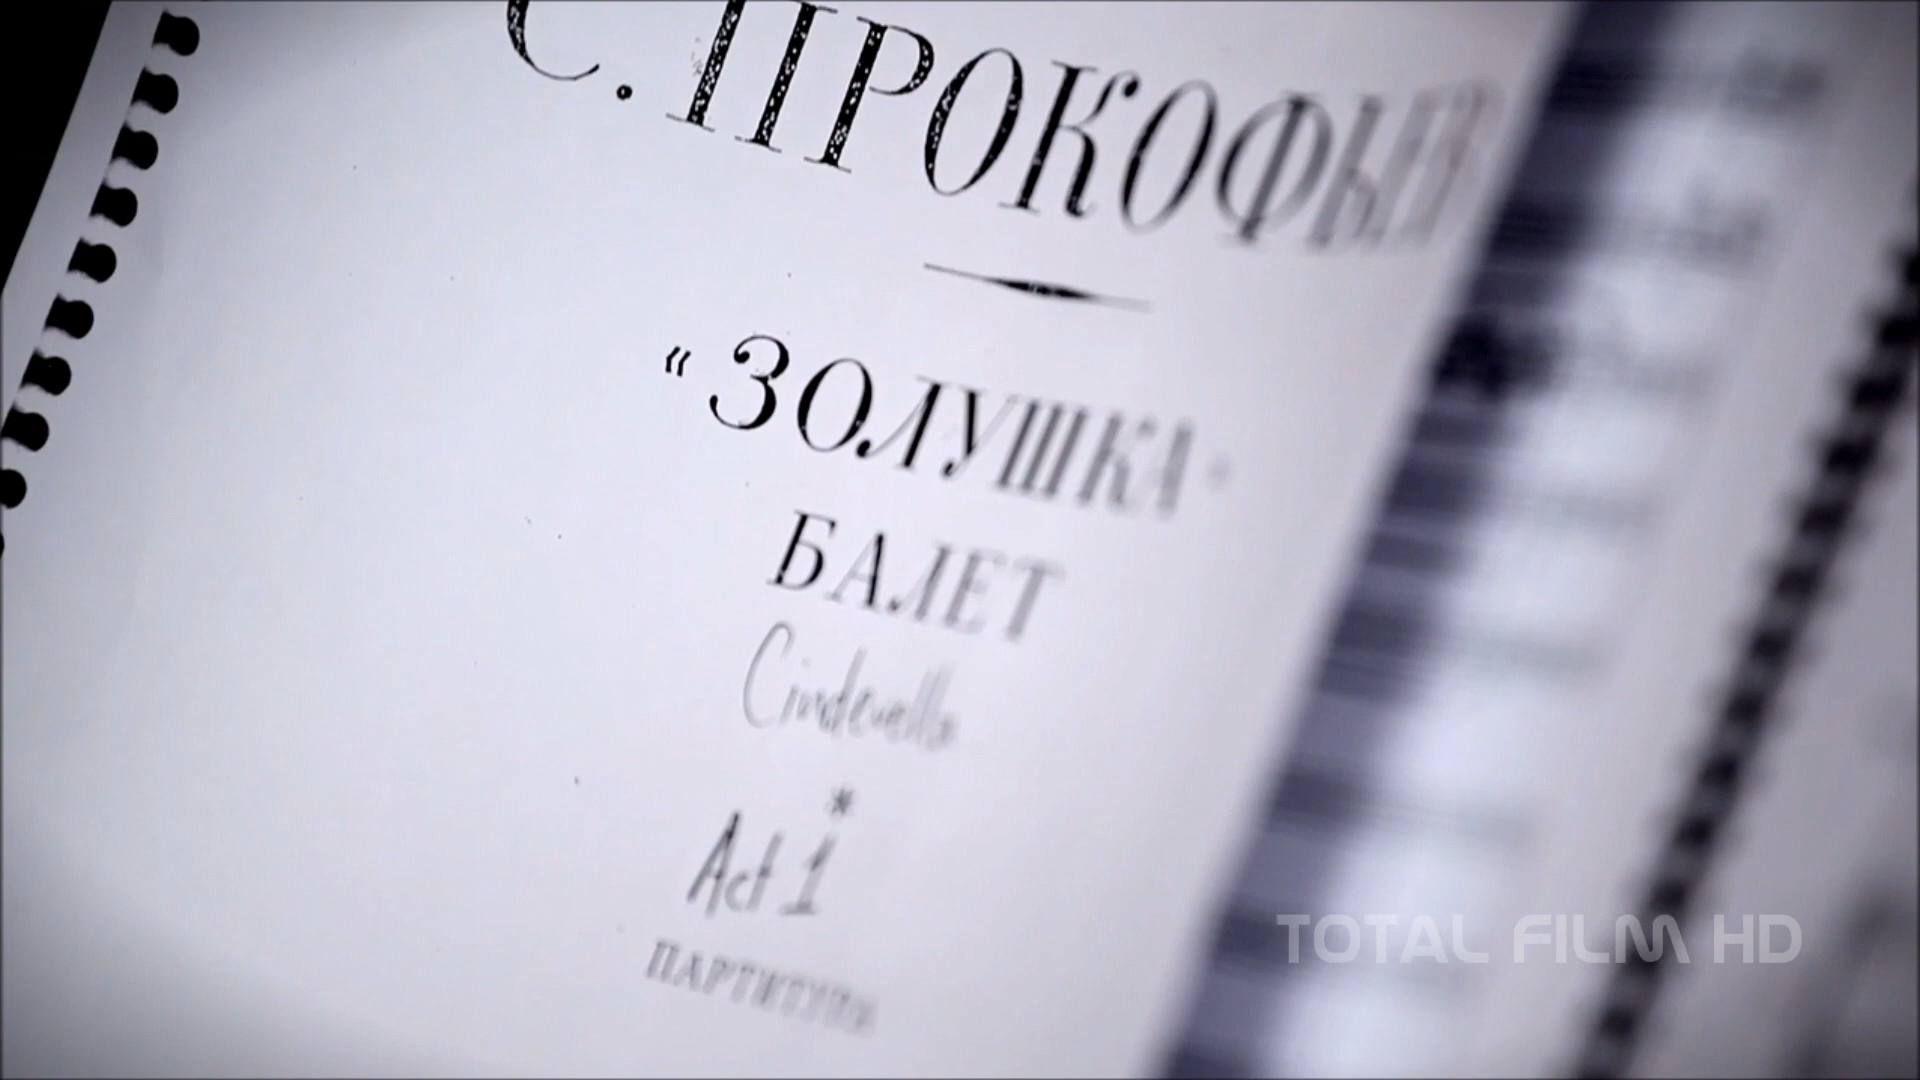 С. ПРОКОФЬЕВ
«ЗОЛУШКА»
БАЛЕТ
Cinderella
*
Act 1
ПАРТИТУРА
TOTAL FILM HD